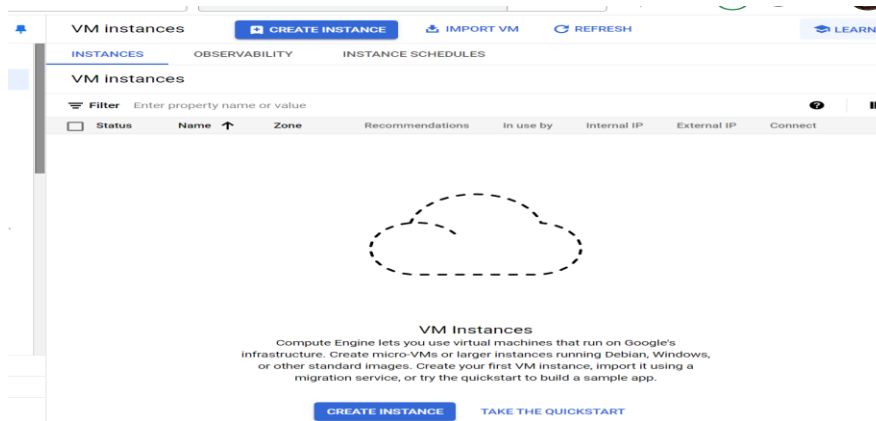 VM instances CREATE INSTANCE IMPORT VM REFRESH LEARN
INSTANCES OBSERVABILITY INSTANCE SCHEDULES
VM instances
Filter Enter property name or value
Status Name Zone Recommendations In use by Internal IP External IP Connect
VM Instances
Compute Engine lets you use virtual machines that run on Google's
infrastructure. Create micro-VMs or larger instances running Debian, Windows,
or other standard images. Create your first VM instance, import it using a
migration service, or try the quickstart to build a sample app.
CREATE INSTANCE TAKE THE QUICKSTART